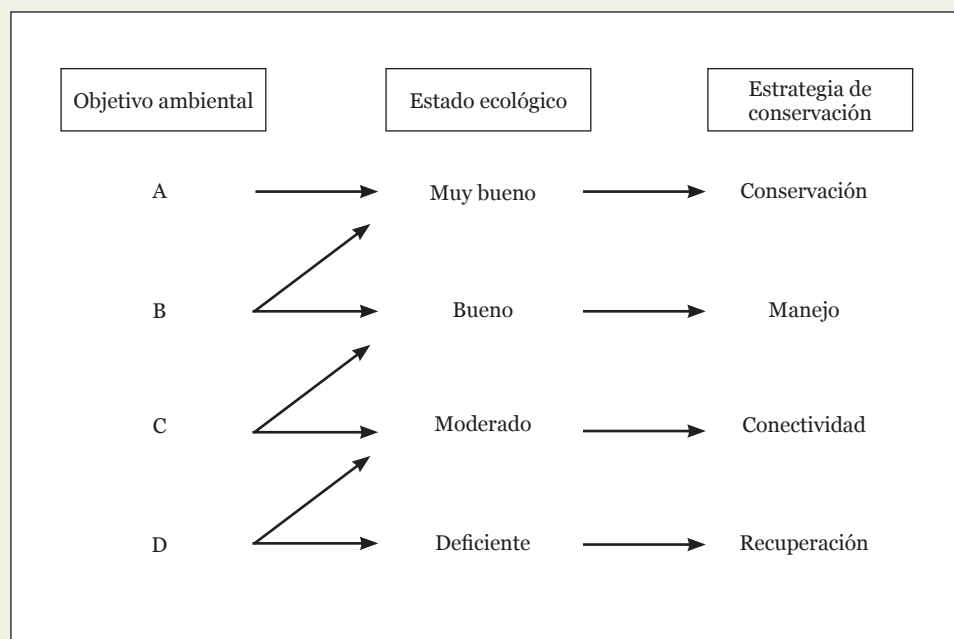 Objetivo ambiental
Estado ecológico
Estrategia de
conservación
A
Muy bueno
Conservación
B
Bueno
Manejo
C
Moderado
Conectividad
D
Deficiente
Recuperación